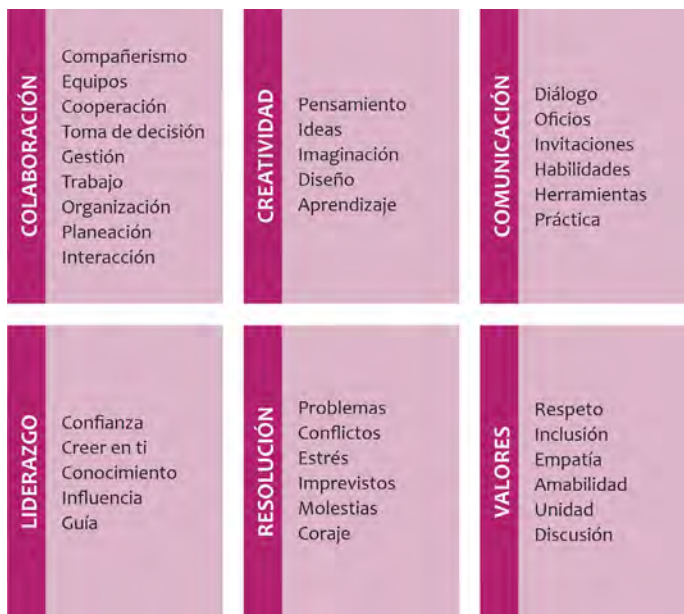 COLABORACIÓN
Compañerismo
Equipos
Cooperación
Toma de decisión
Gestión
Trabajo
Organización
Planeación
Interacción
CREATIVIDAD
Pensamiento
Ideas
Imaginación
Diseño
Aprendizaje
COMUNICACIÓN
Diálogo
Oficios
Invitaciones
Habilidades
Herramientas
Práctica
LIDERAZGO
Confianza
Creer en ti
Conocimiento
Influencia
Guía
RESOLUCIÓN
Problemas
Conflictos
Estrés
Imprevistos
Molestias
Coraje
VALORES
Respeto
Inclusión
Empatía
Amabilidad
Unidad
Discusión